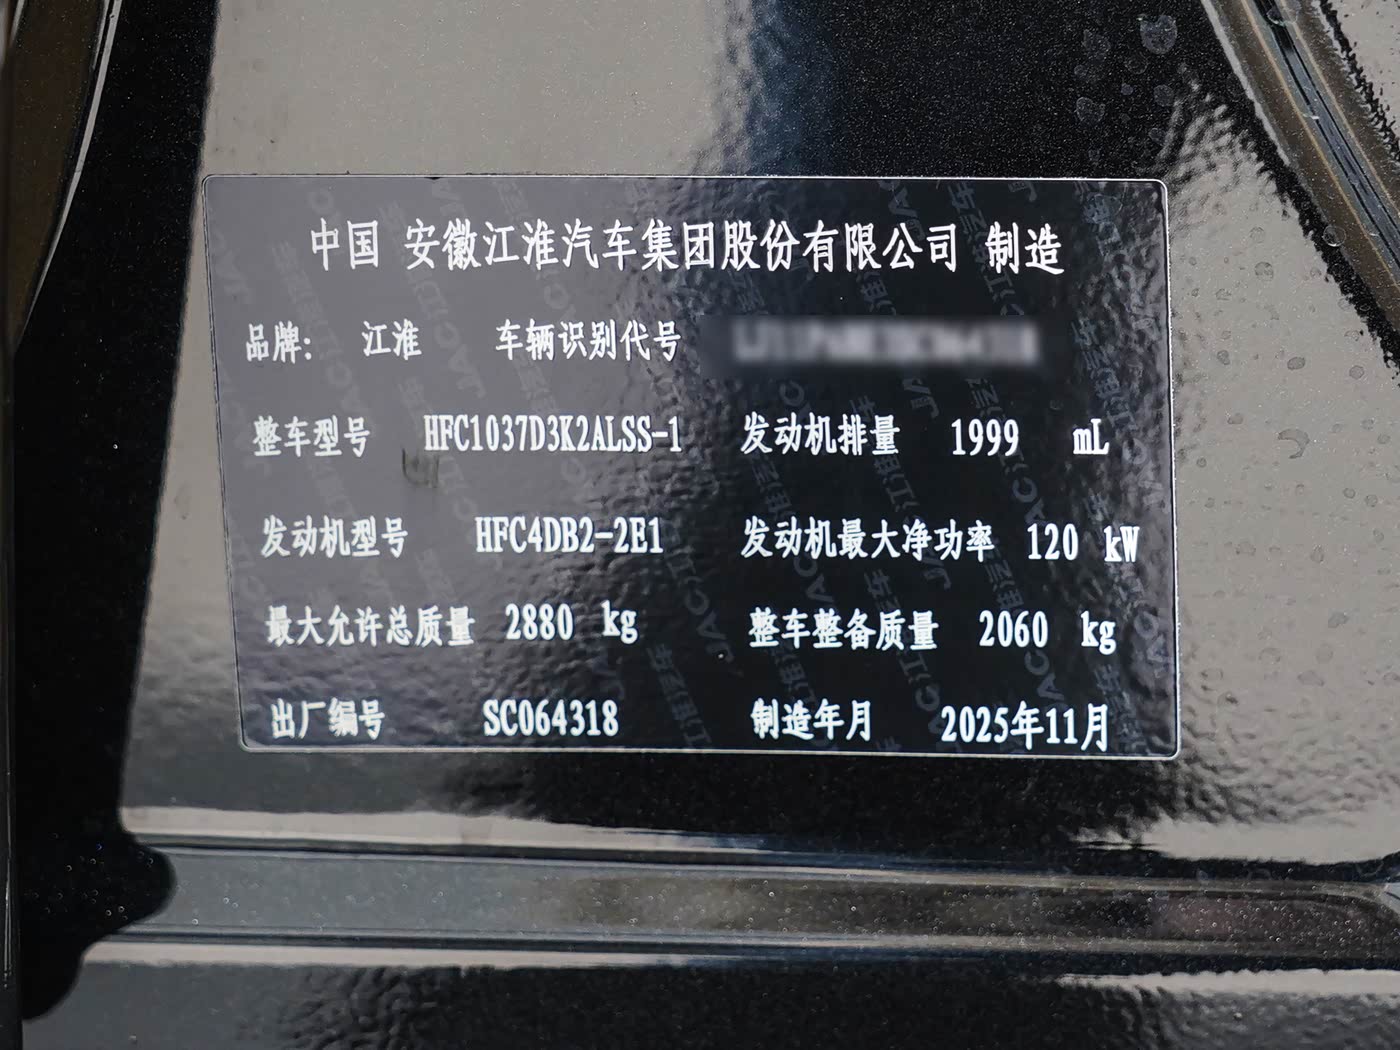 中国 安徽江淮汽车集团股份有限公司 制造
品牌: 江淮 车辆识别代号
整车型号 HFC1037D3K2ALSS-1 发动机排量 1999 mL
发动机型号 HFC4DB2-2E1 发动机最大净功率 120 kW
最大允许总质量 2880 kg 整车整备质量 2060 kg
出厂编号 SC064318 制造年月 2025年11月